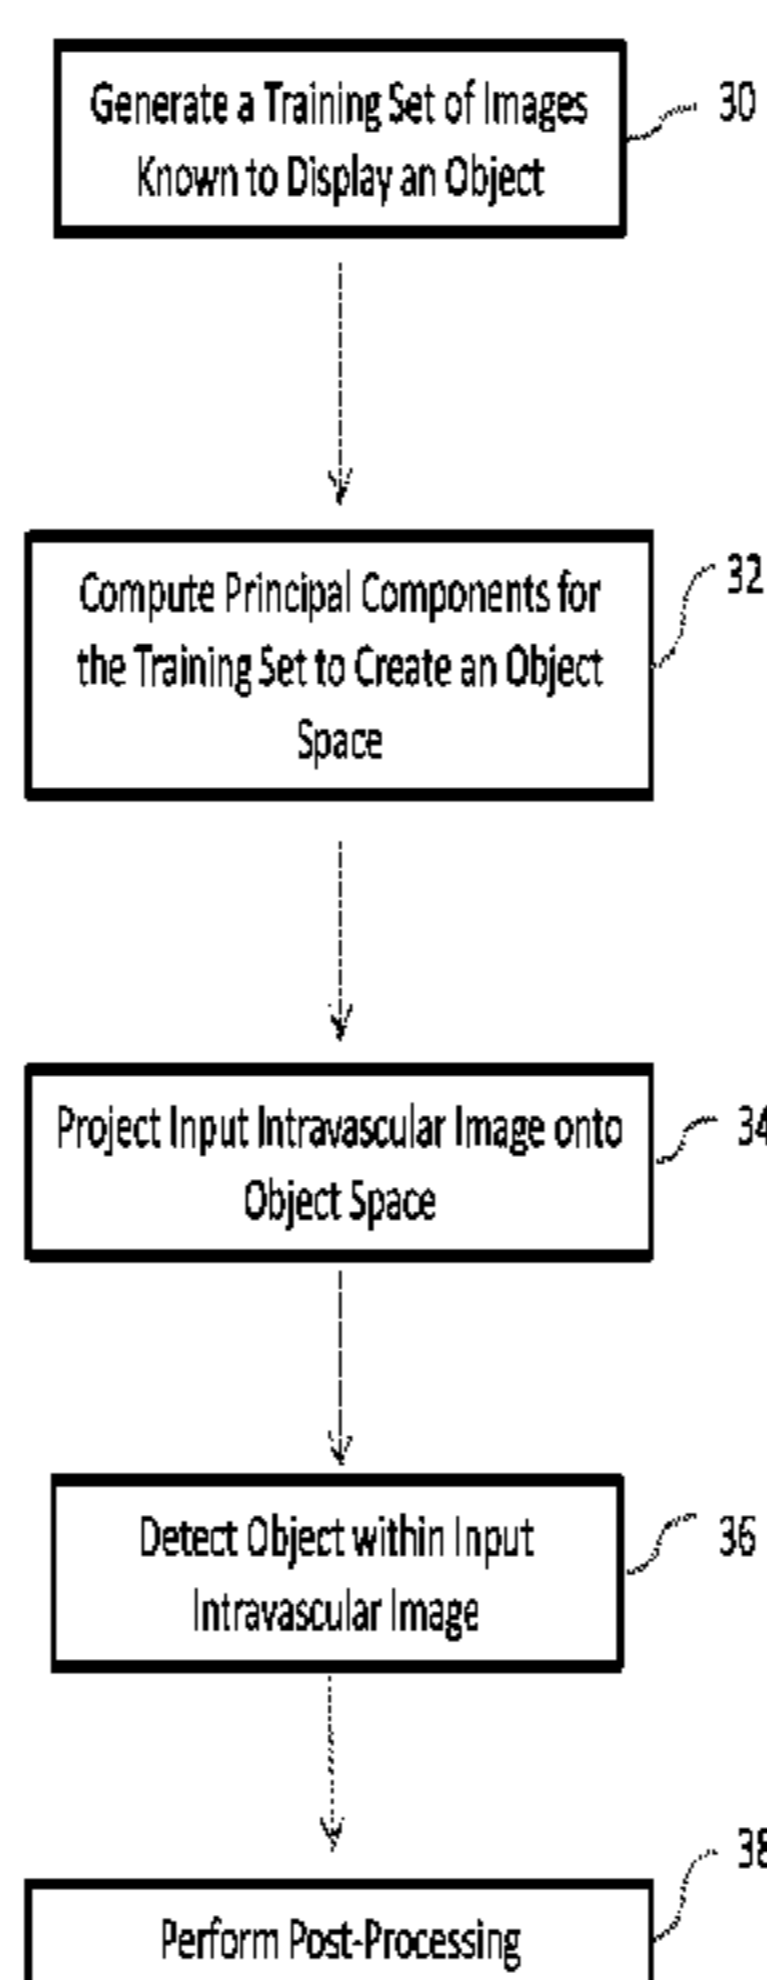 Generate a Training Set of Images
Known to Display an Object
30
Compute Principal Components for
the Training Set to Create an Object
Space
32
Project Input Intravascular Image onto
Object Space
34
Detect Object within Input
Intravascular Image
36
Perform Post-Processing
38